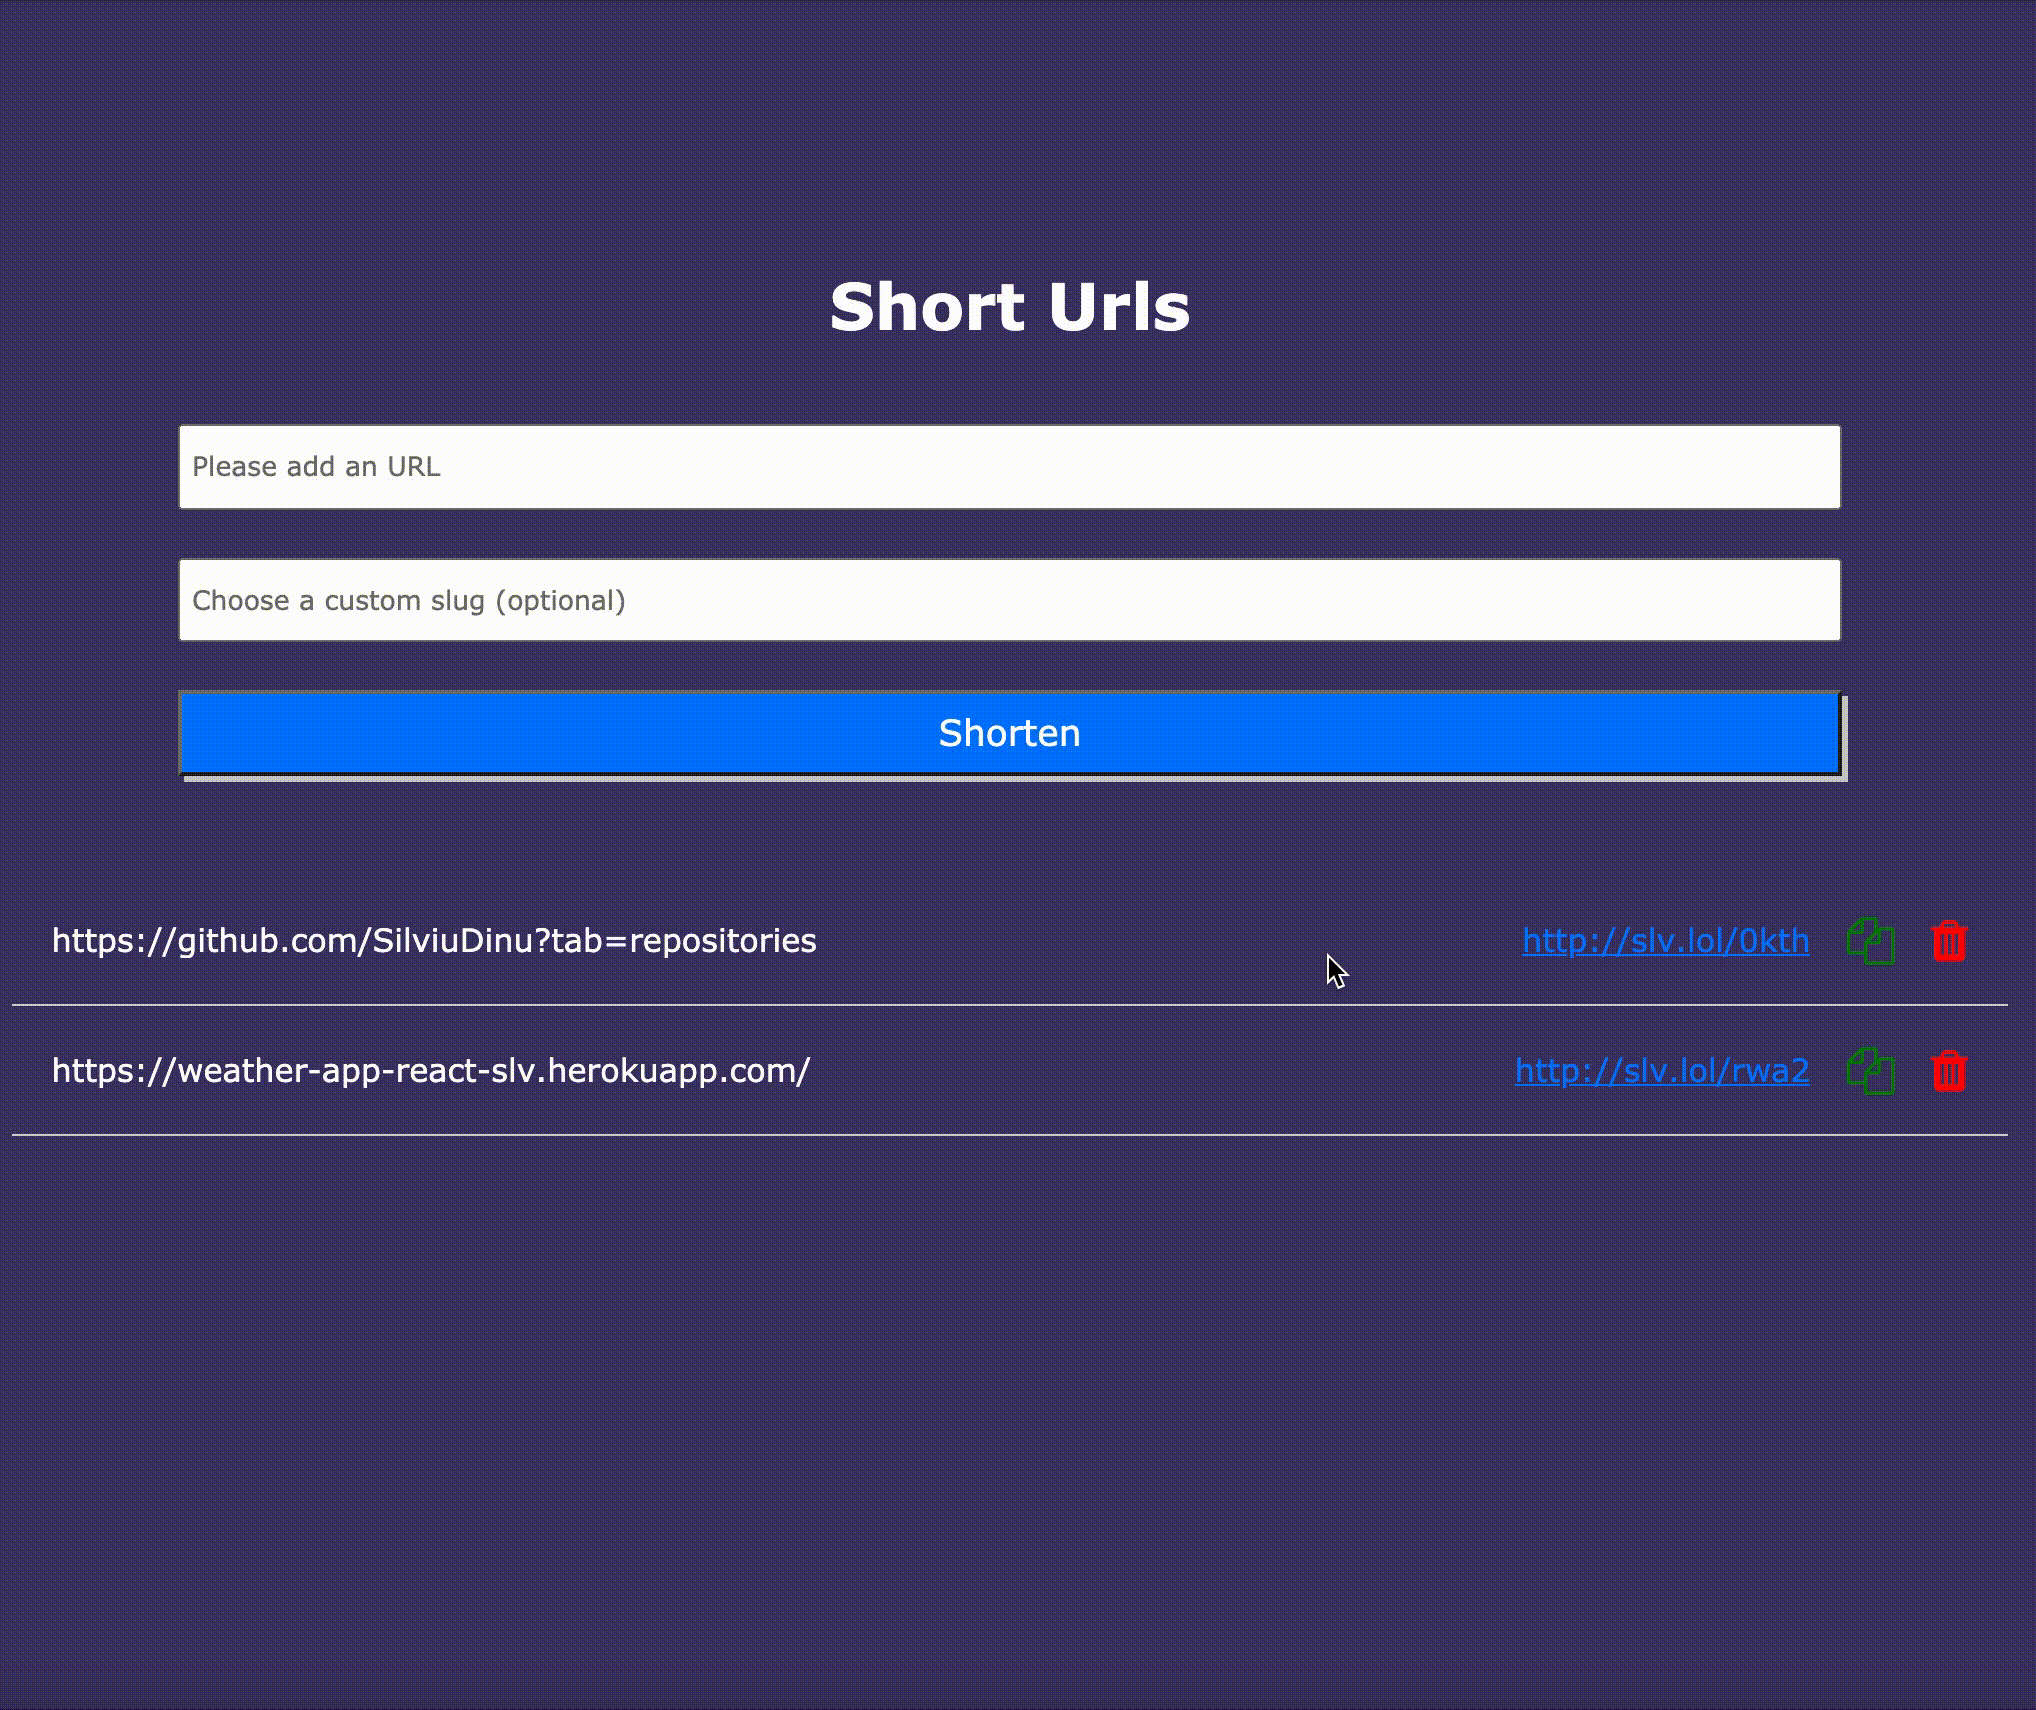 Short Urls
Please add an URL
Choose a custom slug (optional)
Shorten
https://github.com/SilviuDinu?tab=repositories http://slv.lol/0kth
https://weather-app-react-slv.herokuapp.com/ http://slv.lol/rwa2